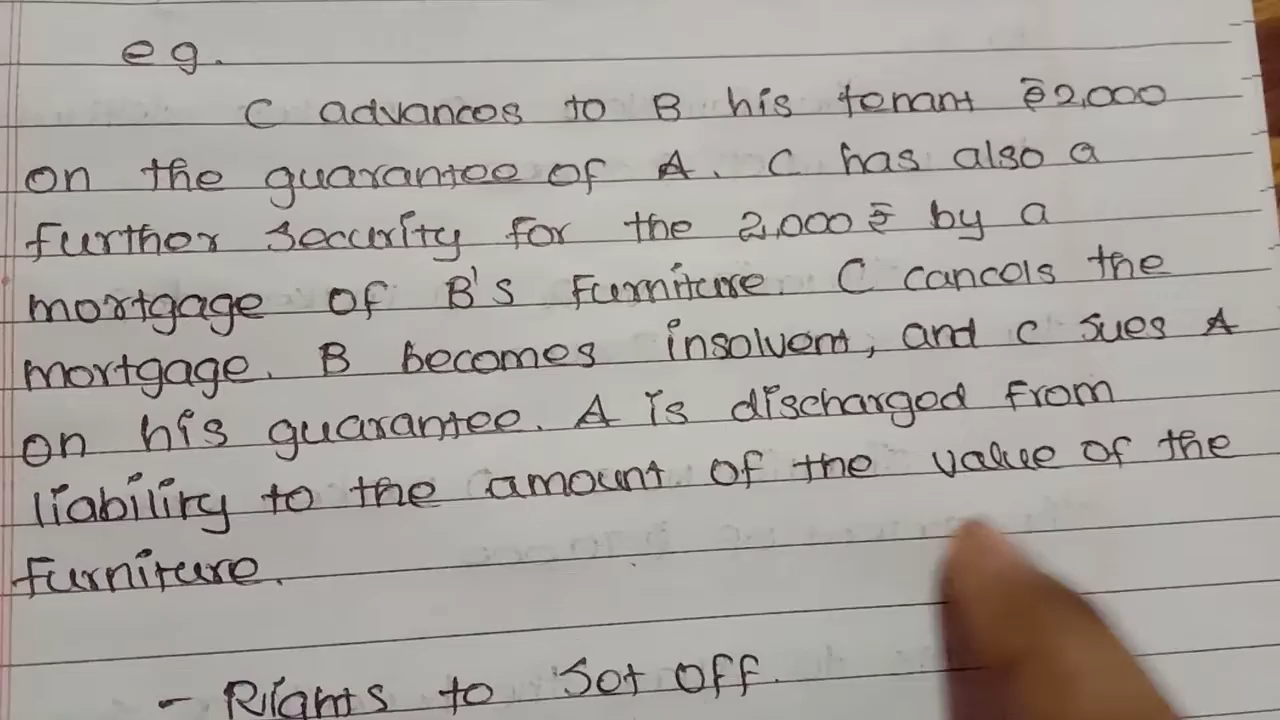 eg.
C advances to B his tenant ₹2,000
on the guarantee of A. C has also a
further security for the 2,000 ₹ by a
mortgage of B's furniture. C cancels the
mortgage. B becomes insolvent, and C sues A
on his guarantee. A is discharged from
liability to the amount of the value of the
furniture.
- Rights to Set Off.